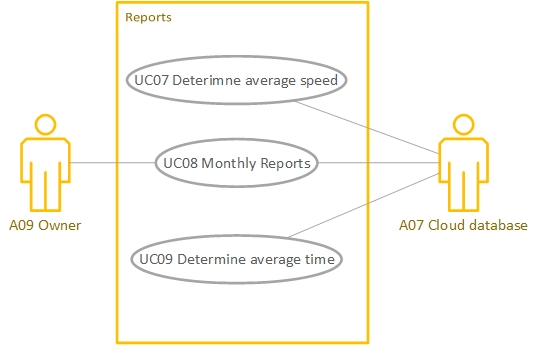 Reports
UC07 Deterimne average speed
UC08 Monthly Reports
A09 Owner
A07 Cloud database
UC09 Determine average time